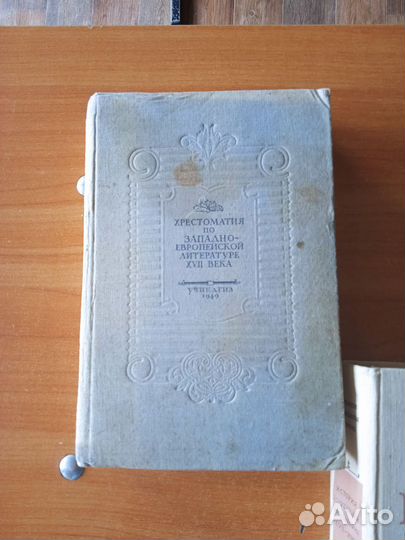 ХРЕСТОМАТИЯ
ПО
ЗАПАДНО-
ЕВРОПЕЙСКОЙ
ЛИТЕРАТУРЕ
XVII ВЕКА
УЧПЕДГИЗ
1949
Avito